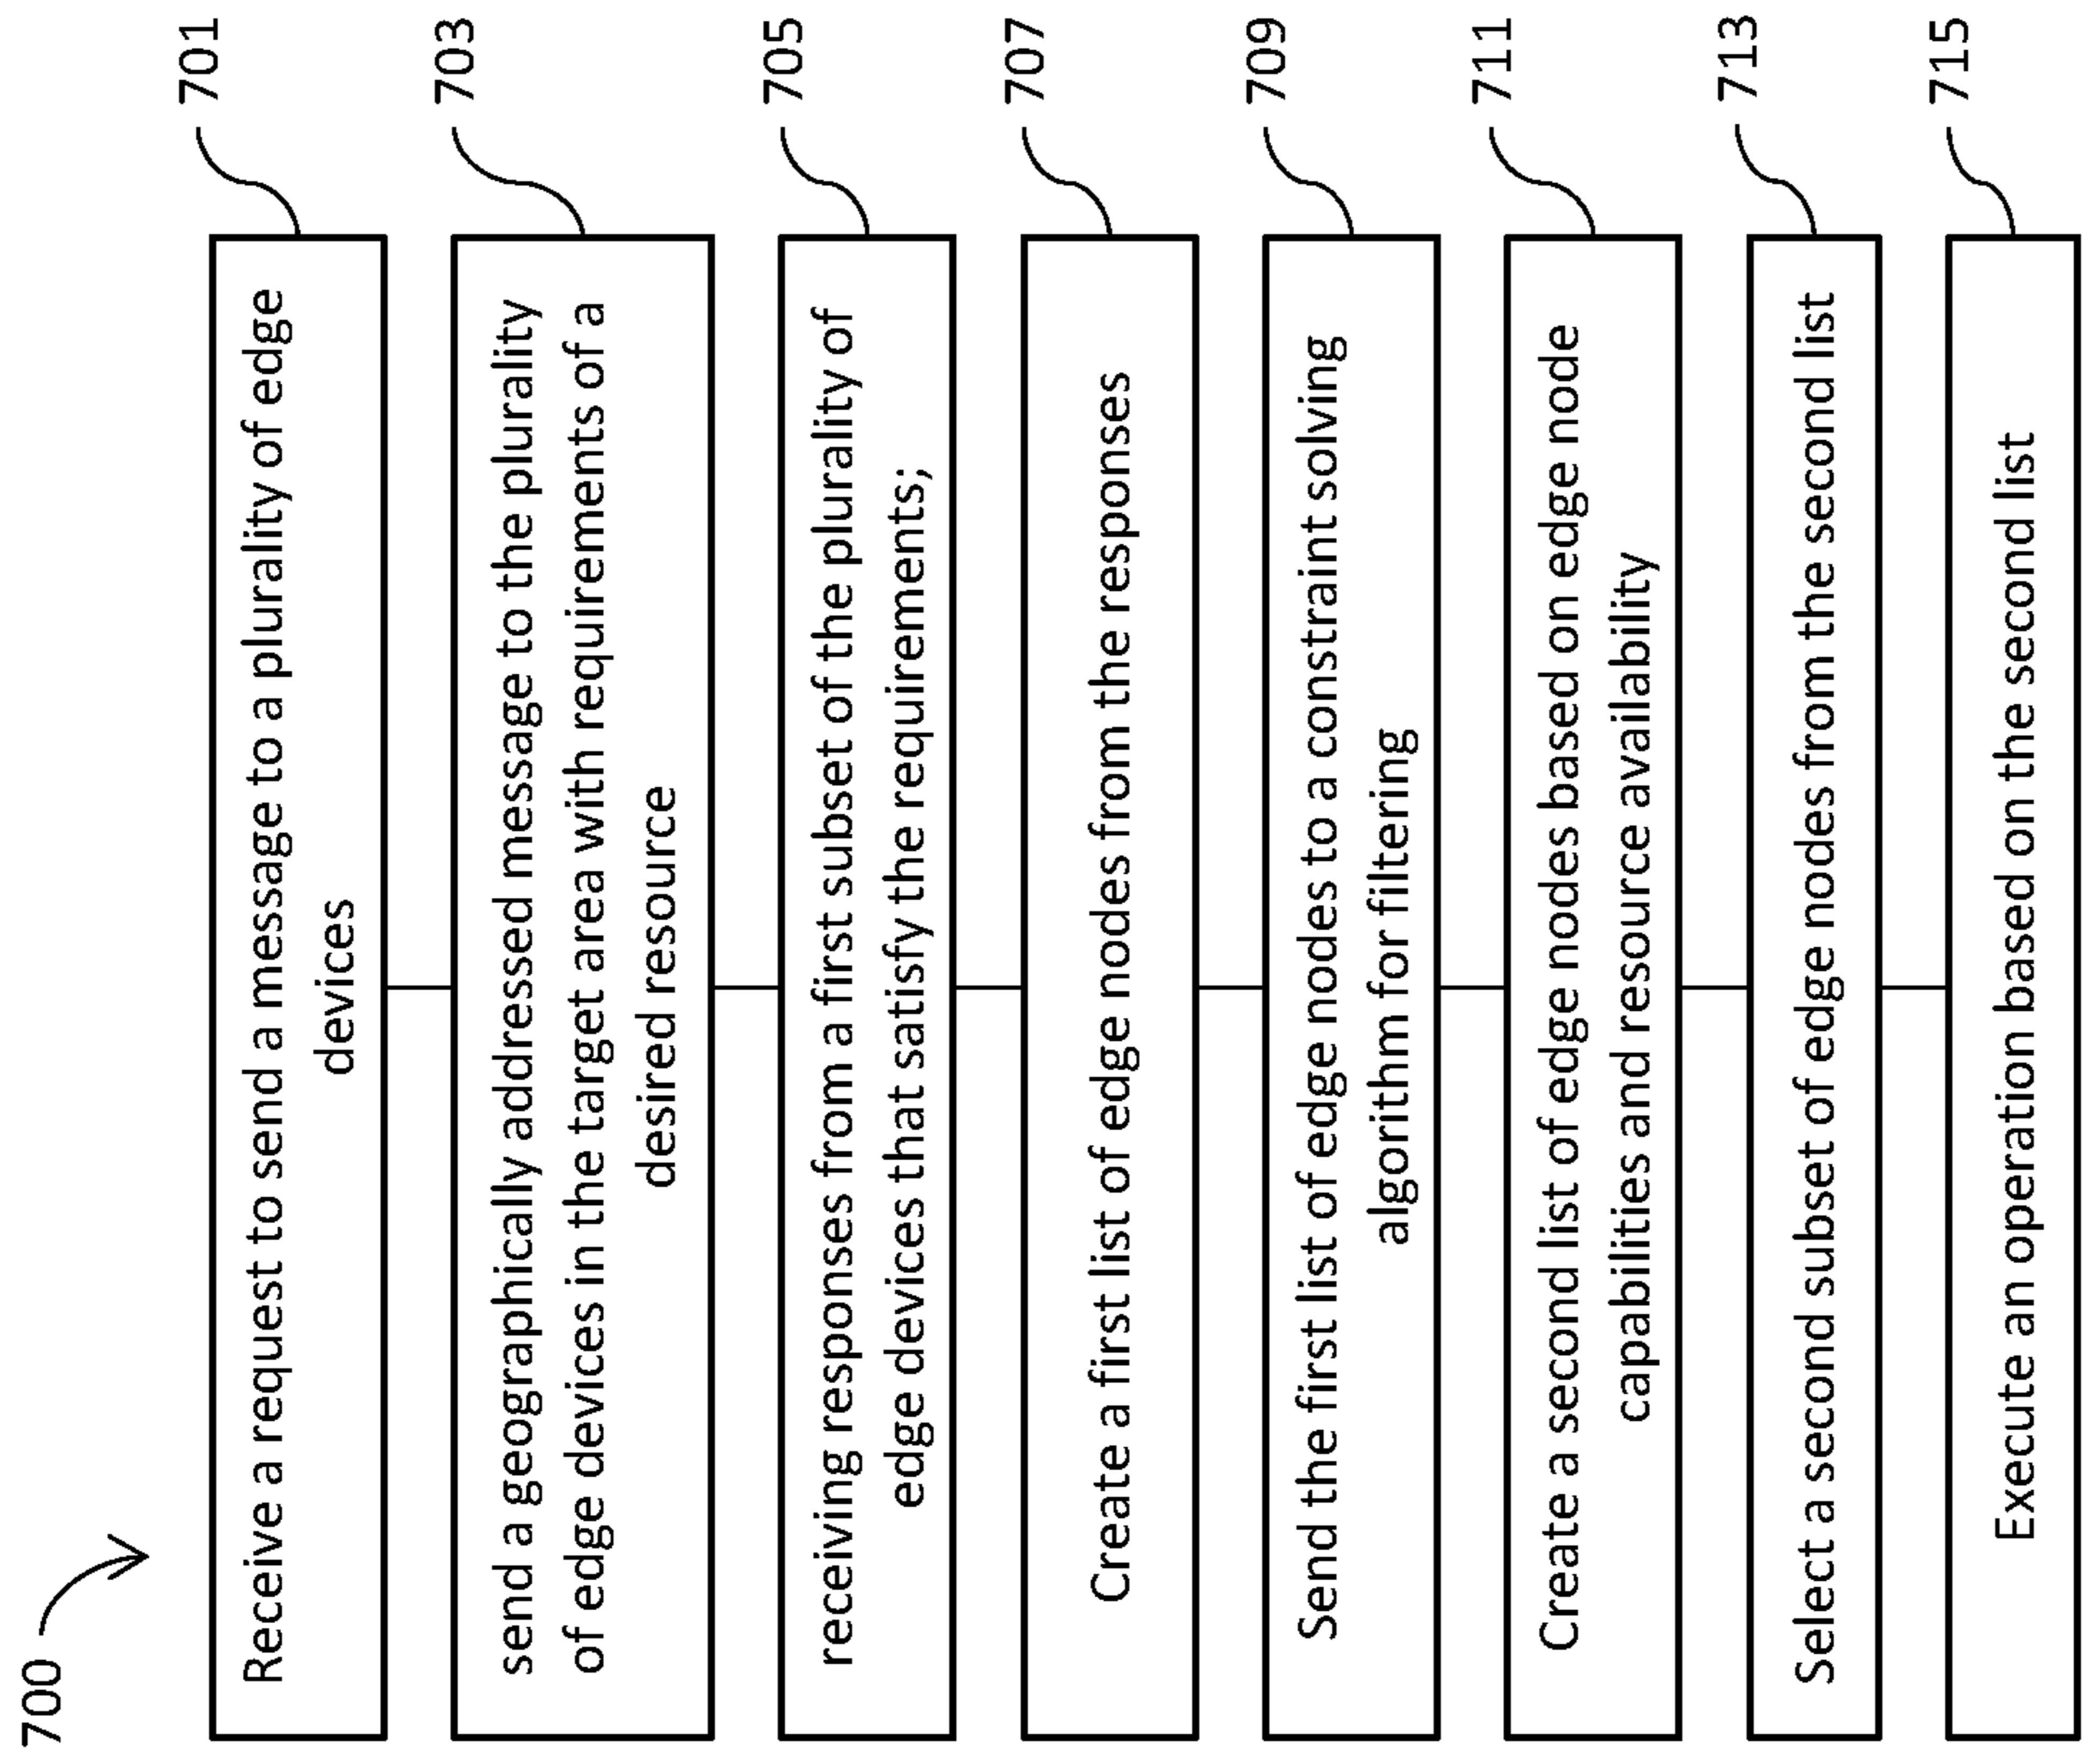 700
Receive a request to send a message to a plurality of edge
devices
701
send a geographically addressed message to the plurality
of edge devices in the target area with requirements of a
desired resource
703
receiving responses from a first subset of the plurality of
edge devices that satisfy the requirements;
705
Create a first list of edge nodes from the responses
707
Send the first list of edge nodes to a constraint solving
algorithm for filtering
709
Create a second list of edge nodes based on edge node
capabilities and resource availability
711
Select a second subset of edge nodes from the second list
713
Execute an operation based on the second list
715